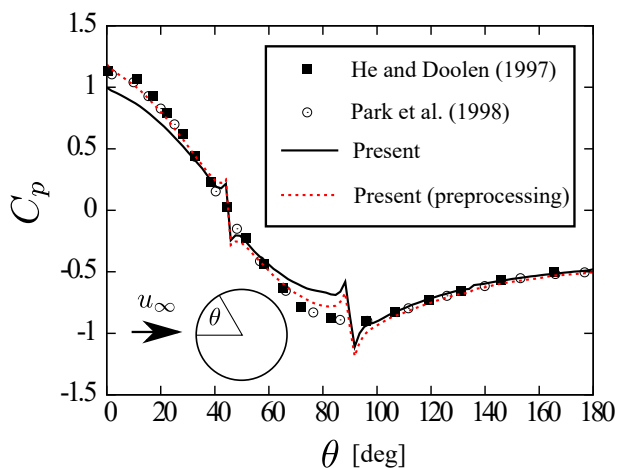 1.5
1
0.5
0
-0.5
-1
-1.5
C_p
He and Doolen (1997)
Park et al. (1998)
Present
Present (preprocessing)
u_∞
θ
0 20 40 60 80 100 120 140 160 180
θ [deg]